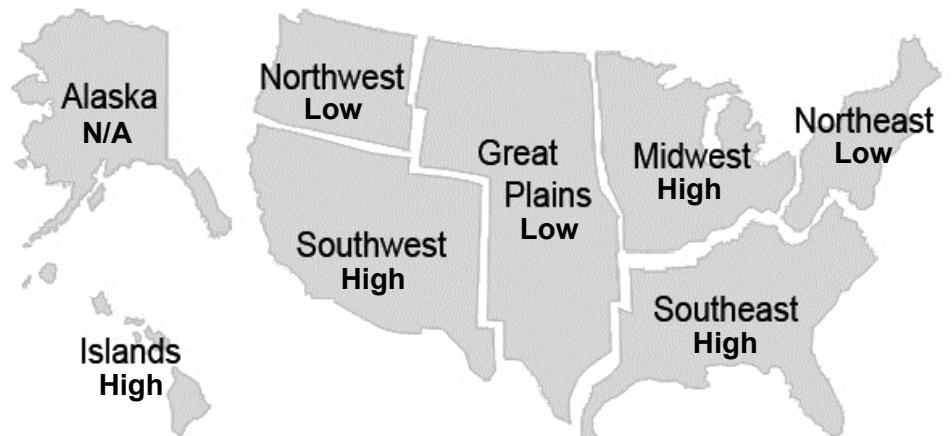 Alaska
N/A
Northwest
Low
Great
Plains
Low
Midwest
High
Northeast
Low
Southwest
High
Southeast
High
Islands
High